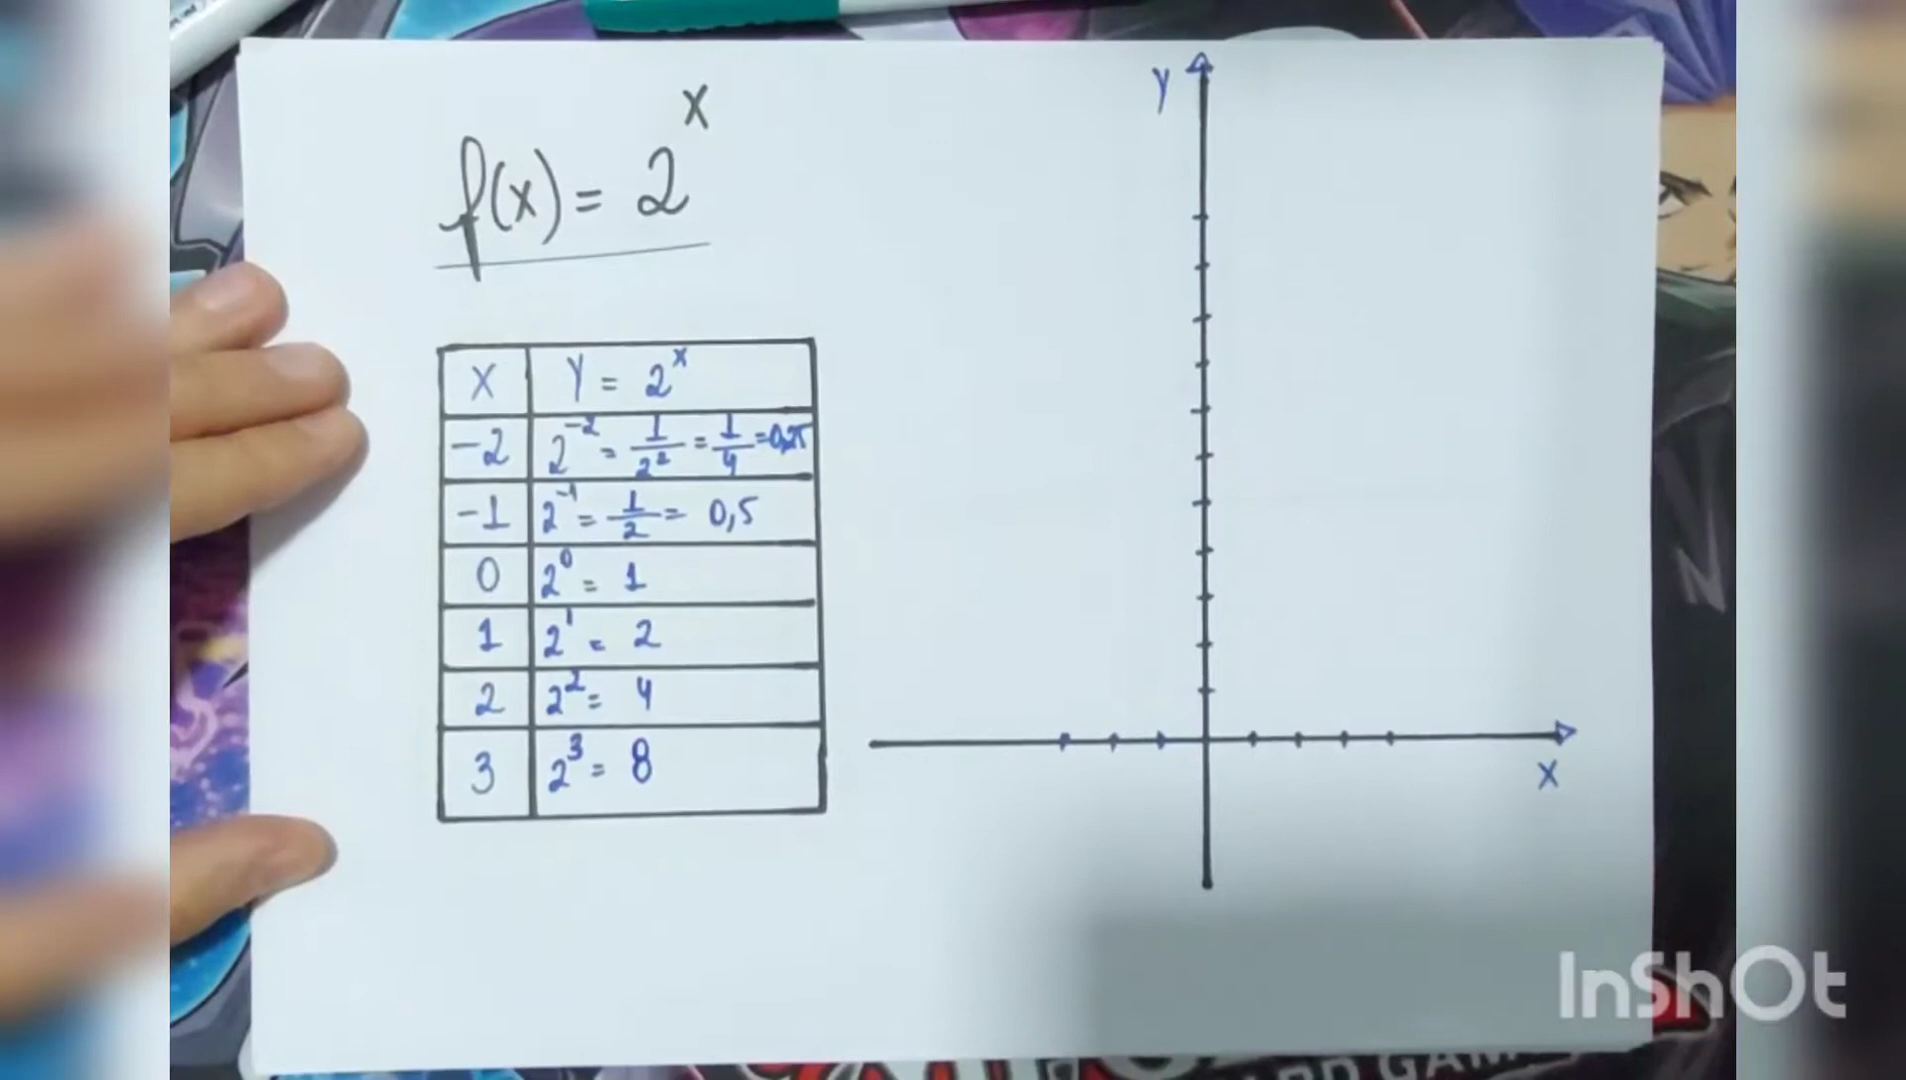 f(x) = 2^x
X | Y = 2^x
-2 | 2^-2 = 1/2^2 = 1/4 = 0,25
-1 | 2^-1 = 1/2 = 0,5
0 | 2^0 = 1
1 | 2^1 = 2
2 | 2^2 = 4
3 | 2^3 = 8
Y
X
InShOt